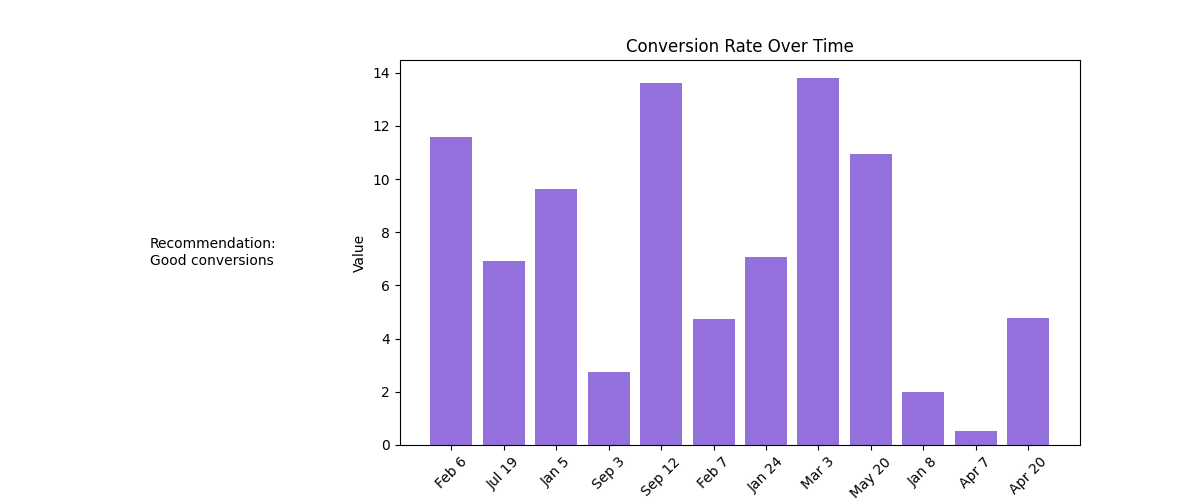 Conversion Rate Over Time
Recommendation:
Good conversions
Value
14
12
10
8
6
4
2
0
Feb 6
Jul 19
Jan 5
Sep 3
Sep 12
Feb 7
Jan 24
Mar 3
May 20
Jan 8
Apr 7
Apr 20